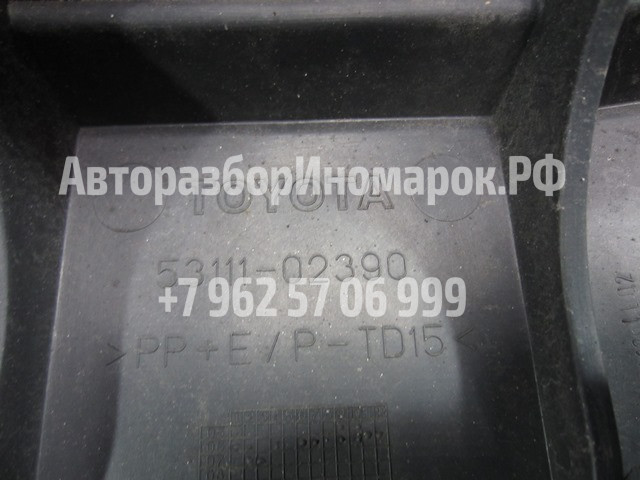 АвторазборИномарок.РФ
TOYOTA
53111-02390
+7 962 57 06 999
>PP+E/P-TD15<